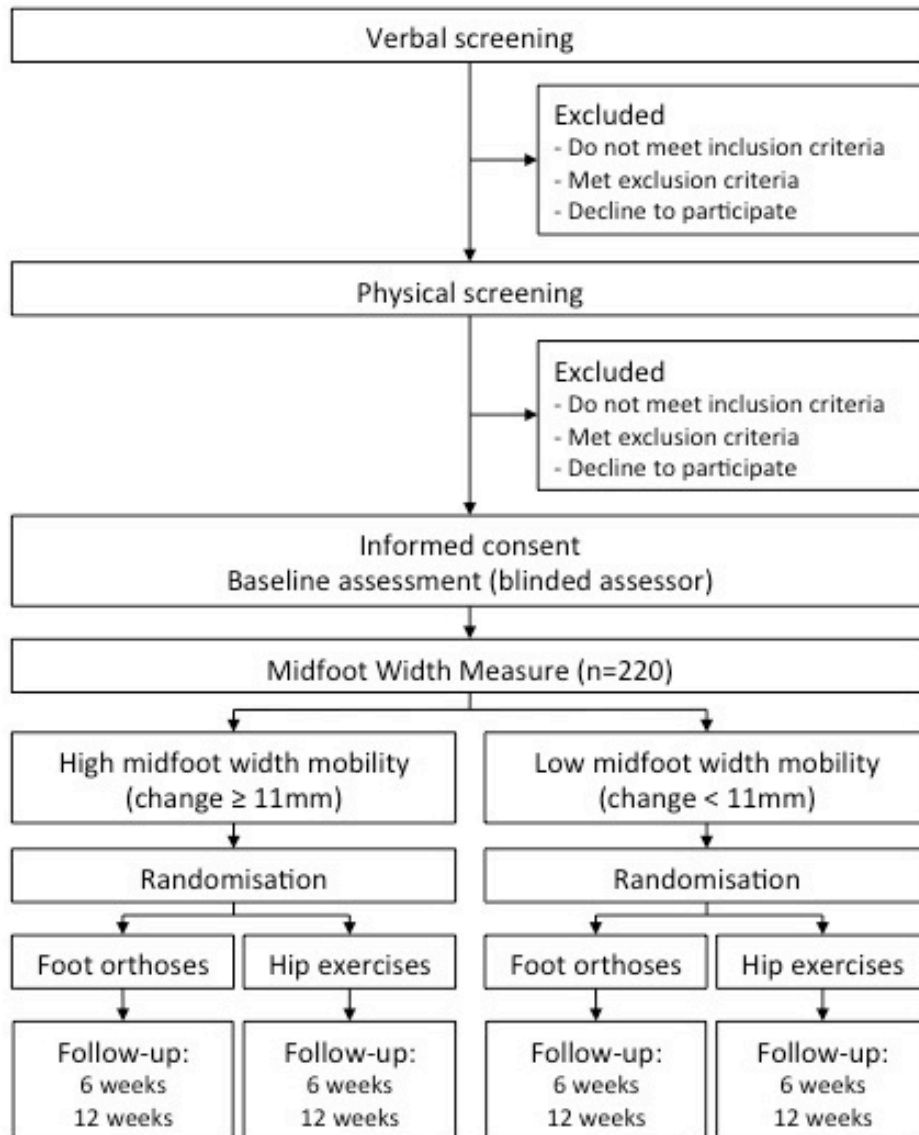 Verbal screening
Excluded
- Do not meet inclusion criteria
- Met exclusion criteria
- Decline to participate
Physical screening
Excluded
- Do not meet inclusion criteria
- Met exclusion criteria
- Decline to participate
Informed consent
Baseline assessment (blinded assessor)
Midfoot Width Measure (n=220)
High midfoot width mobility
(change ≥ 11mm)
Low midfoot width mobility
(change < 11mm)
Randomisation
Randomisation
Foot orthoses
Hip exercises
Foot orthoses
Hip exercises
Follow-up:
6 weeks
12 weeks
Follow-up:
6 weeks
12 weeks
Follow-up:
6 weeks
12 weeks
Follow-up:
6 weeks
12 weeks